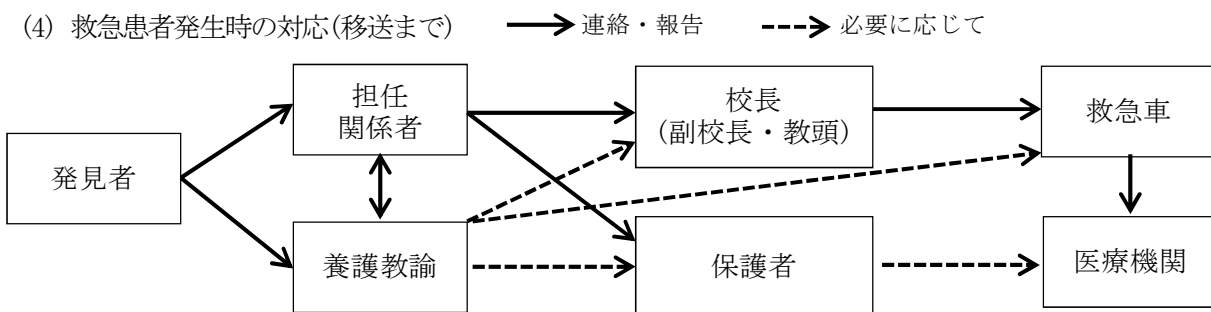 (4) 救急患者発生時の対応(移送まで)
連絡・報告
必要に応じて
発見者
担任
関係者
養護教諭
校長
(副校長・教頭)
保護者
救急車
医療機関